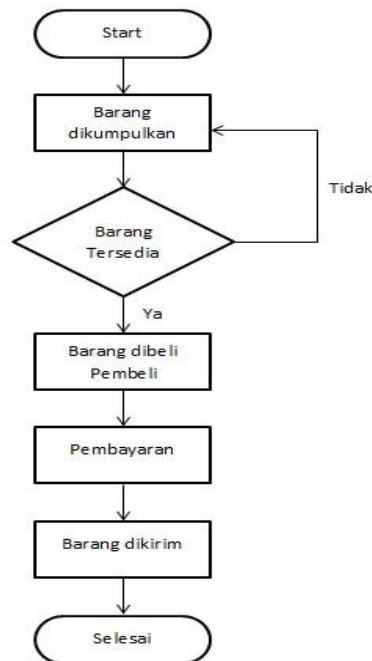 Start
Barang
dikumpulkan
Tidak
Barang
Tersedia
Ya
Barang dibeli
Pembeli
Pembayaran
Barang dikirim
Selesai